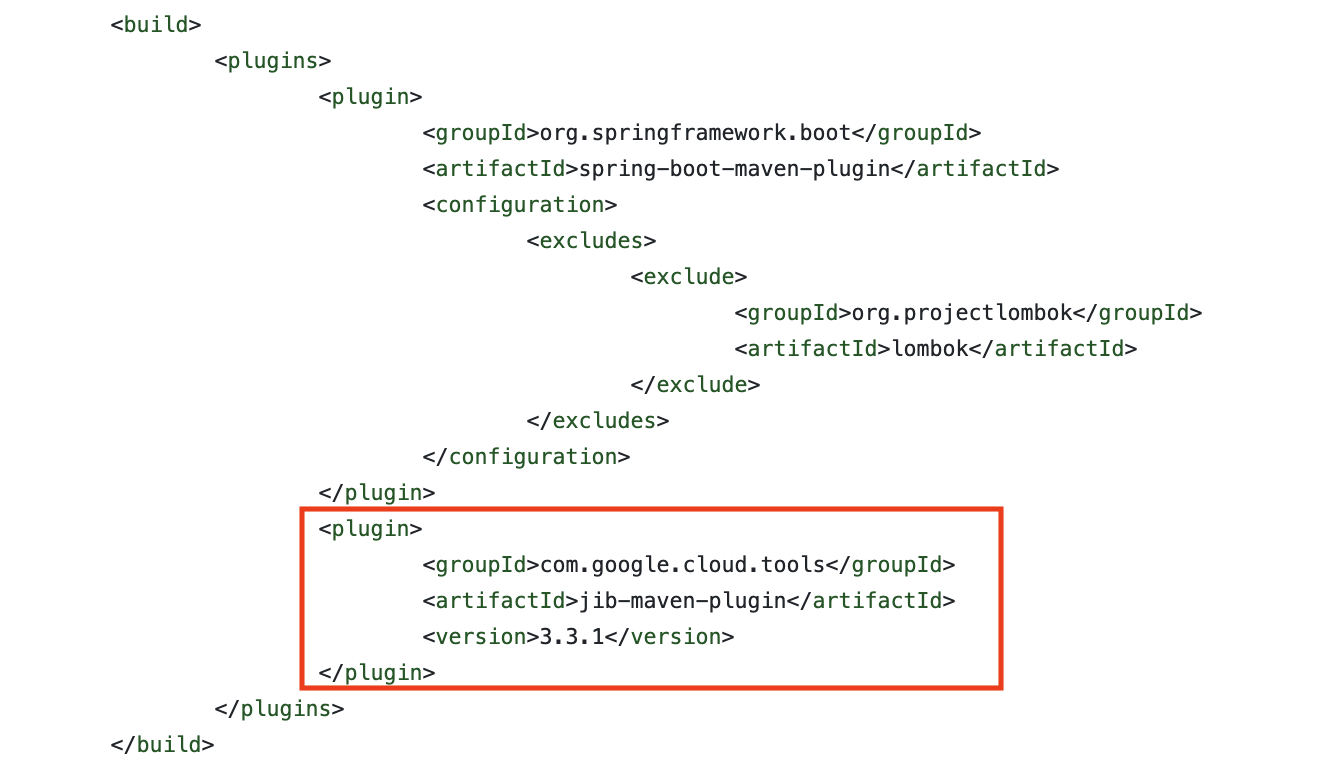 <build>
<plugins>
<plugin>
<groupId>org.springframework.boot</groupId>
<artifactId>spring-boot-maven-plugin</artifactId>
<configuration>
<excludes>
<exclude>
<groupId>org.projectlombok</groupId>
<artifactId>lombok</artifactId>
</exclude>
</excludes>
</configuration>
</plugin>
<plugin>
<groupId>com.google.cloud.tools</groupId>
<artifactId>jib-maven-plugin</artifactId>
<version>3.3.1</version>
</plugin>
</plugins>
</build>